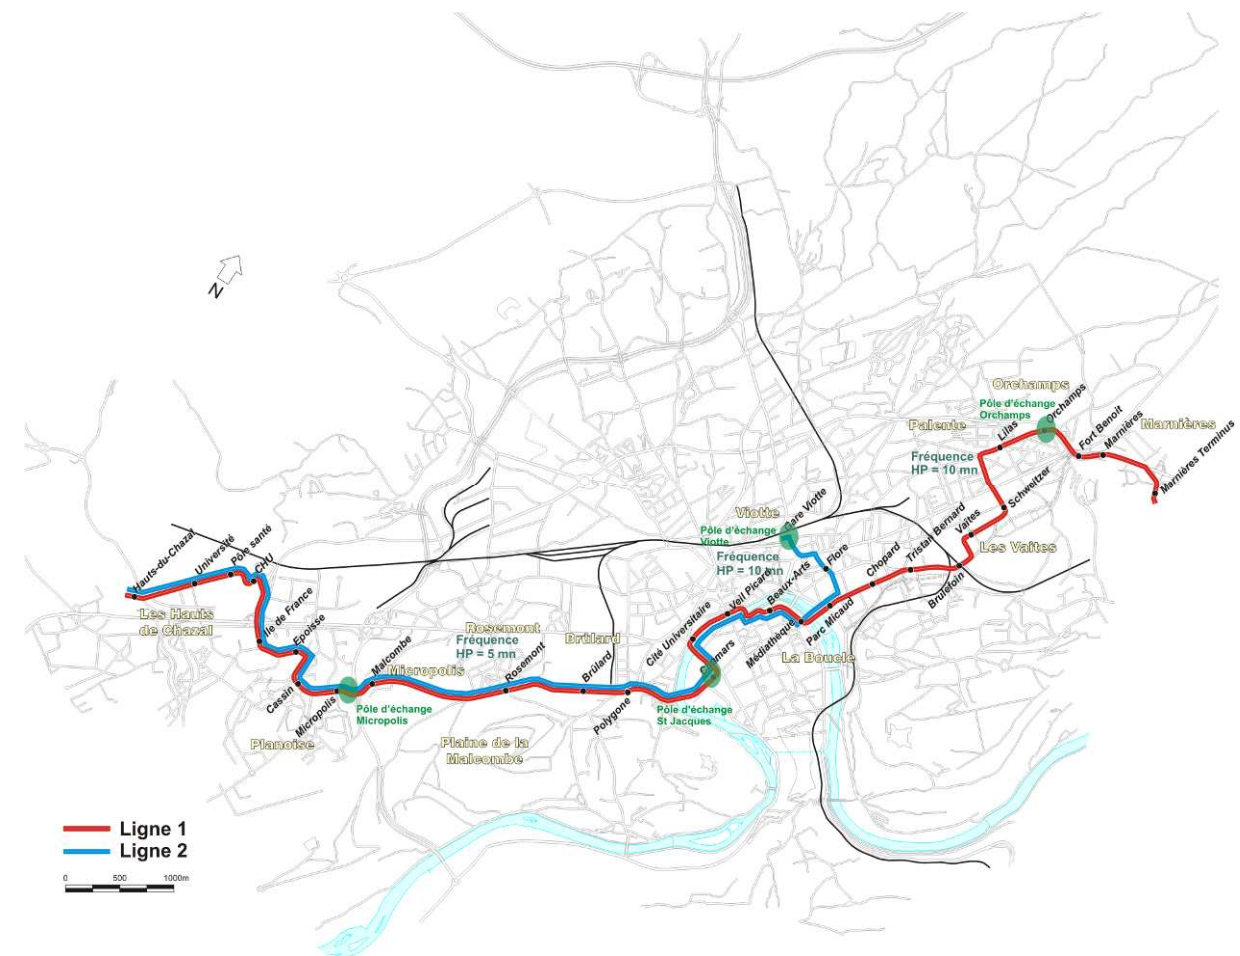 N
Orchamps
Pôle d'échange
Orchamps
Orchamps
Palente
Lilas
Fort Benoit
Marnières
Marnières
Marnières Terminus
Fréquence
HP = 10 mn
Schweitzer
Viotte
Gare Viotte
Pôle d'échange
Viotte
Fréquence
HP = 10 mn
Flore
Tristan Bernard
Vaites
Les Vaites
Chopard
Brulefoin
Hauts-du-Chazal
Université
Pôle santé
CHU
Les Hauts
de Chazal
Ile de France
Epoisse
Malcombe
Rosemont
Fréquence
HP = 5 mn
Brûlard
Cité Universitaire
Veil Picard
Beaux-Arts
Médiathèque
Parc Micaud
La Boucle
Micropolis
Rosemont
Brûlard
Cassin
Micropolis
Pôle d'échange
Micropolis
Polygone
Pôle d'échange
St Jacques
Planoise
Plaine de la
Malcombe
Ligne 1
Ligne 2
0 500 1000m